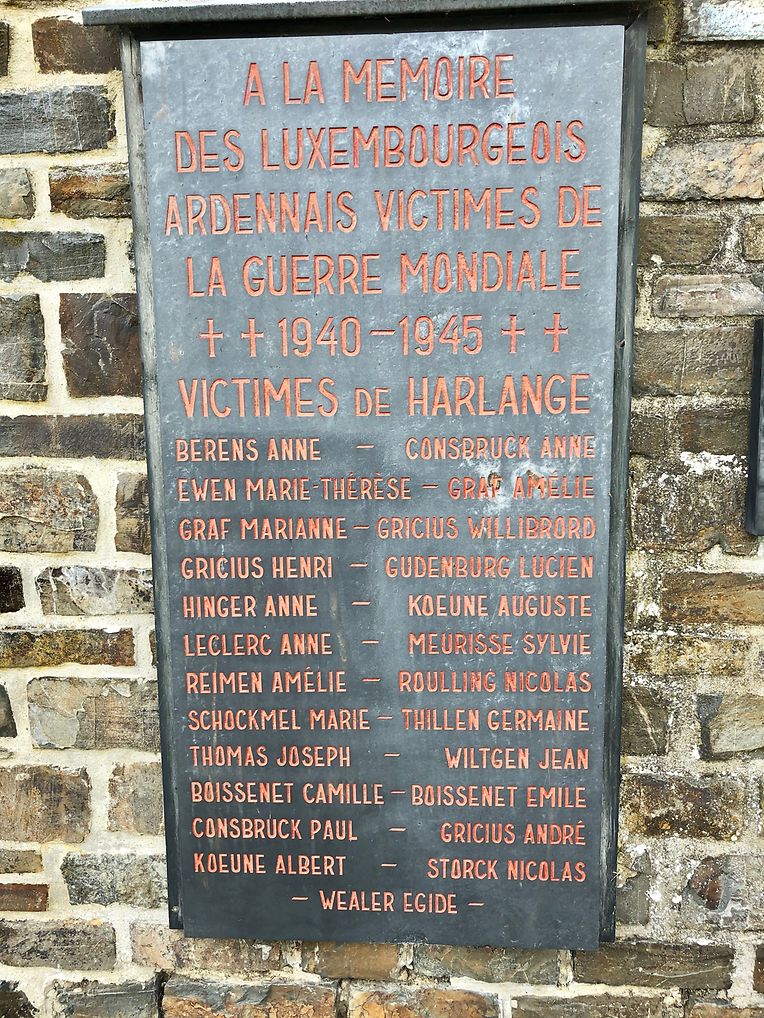 A LA MEMOIRE
DES LUXEMBOURGEOIS
ARDENNAIS VICTIMES DE
LA GUERRE MONDIALE
✝ ✝ 1940 – 1945 ✝ ✝
VICTIMES DE HARLANGE
BERENS ANNE – CONSBRUCK ANNE
EWEN MARIE-THÉRÈSE – GRAF AMÉLIE
GRAF MARIANNE – GRICIUS WILLIBRORD
GRICIUS HENRI – GUDENBURG LUCIEN
HINGER ANNE – KOEUNE AUGUSTE
LECLERC ANNE – MEURISSE SYLVIE
REIMEN AMÉLIE – ROULLING NICOLAS
SCHOCKMEL MARIE – THILLEN GERMAINE
THOMAS JOSEPH – WILTGEN JEAN
BOISSENET CAMILLE – BOISSENET EMILE
CONSBRUCK PAUL – GRICIUS ANDRÉ
KOEUNE ALBERT – STORCK NICOLAS
– WEALER EGIDE –